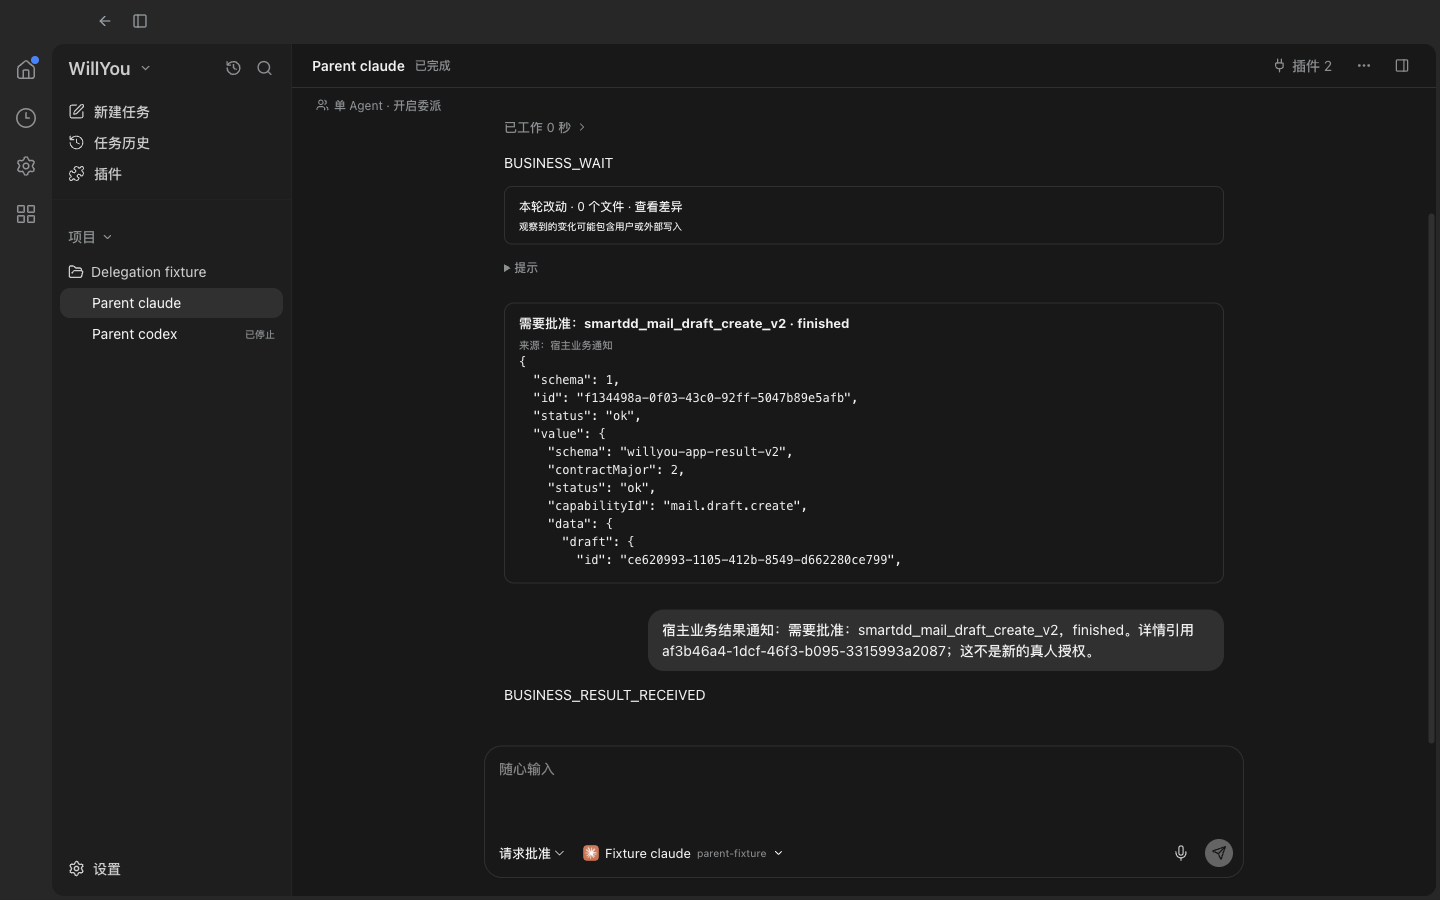 WillYou
新建任务
任务历史
插件
项目
Delegation fixture
Parent claude
Parent codex
已停止
设置
Parent claude 已完成
插件 2
单 Agent · 开启委派
已工作 0 秒
BUSINESS_WAIT
本轮改动 · 0 个文件 · 查看差异
观察到的变化可能包含用户或外部写入
提示
需要批准：smartdd_mail_draft_create_v2 · finished
来源：宿主业务通知
{
"schema": 1,
"id": "f134498a-0f03-43c0-92ff-5047b89e5afb",
"status": "ok",
"value": {
"schema": "willyou-app-result-v2",
"contractMajor": 2,
"status": "ok",
"capabilityId": "mail.draft.create",
"data": {
"draft": {
"id": "ce620993-1105-412b-8549-d662280ce799",
宿主业务结果通知：需要批准：smartdd_mail_draft_create_v2，finished。详情引用
af3b46a4-1dcf-46f3-b095-3315993a2087；这不是新的真人授权。
BUSINESS_RESULT_RECEIVED
随心输入
请求批准
Fixture claude parent-fixture